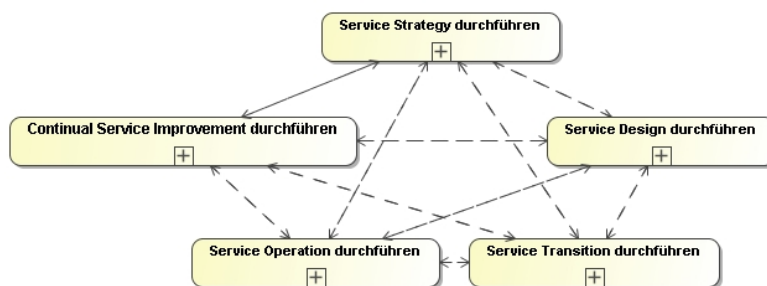 Service Strategy durchführen
Continual Service Improvement durchführen
Service Design durchführen
Service Operation durchführen
Service Transition durchführen